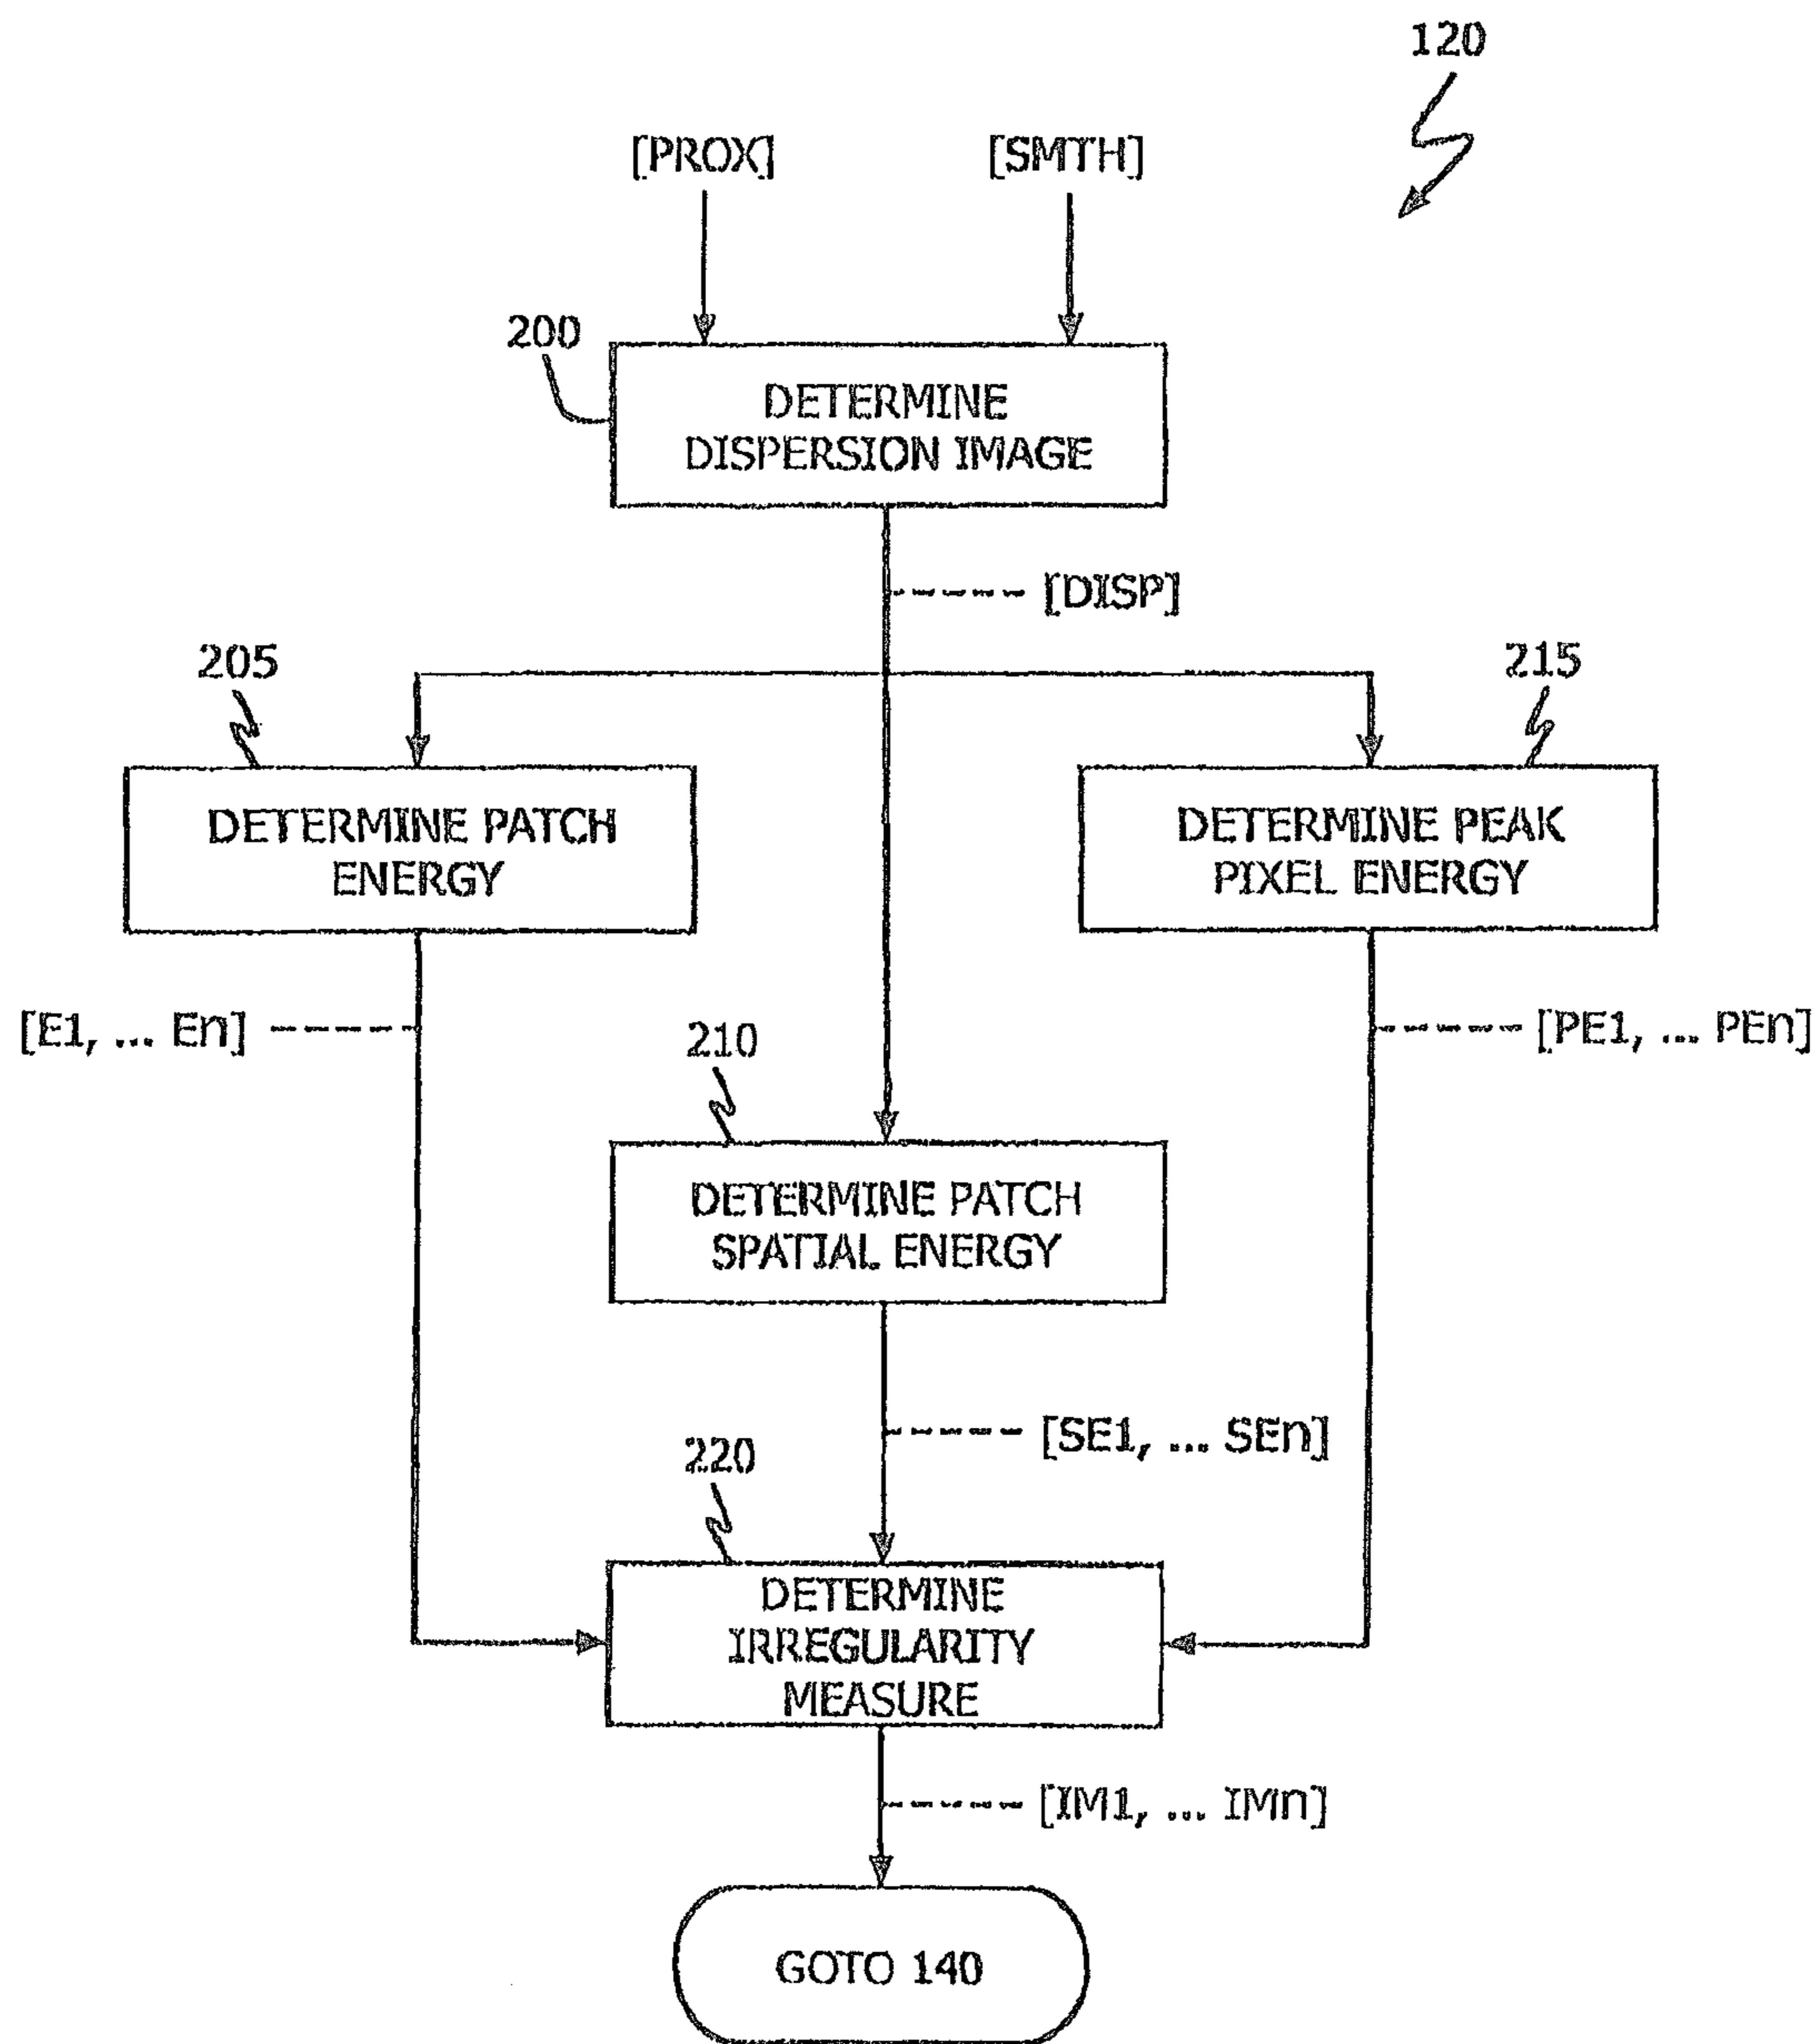 120
[PROX]
[SMTH]
200
DETERMINE
DISPERSION IMAGE
[DISP]
205
215
DETERMINE PATCH
ENERGY
DETERMINE PEAK
PIXEL ENERGY
[E1, ... En]
210
[PE1, ... PEn]
DETERMINE PATCH
SPATIAL ENERGY
[SE1, ... SEn]
220
DETERMINE
IRREGULARITY
MEASURE
[IM1, ... IMn]
GOTO 140